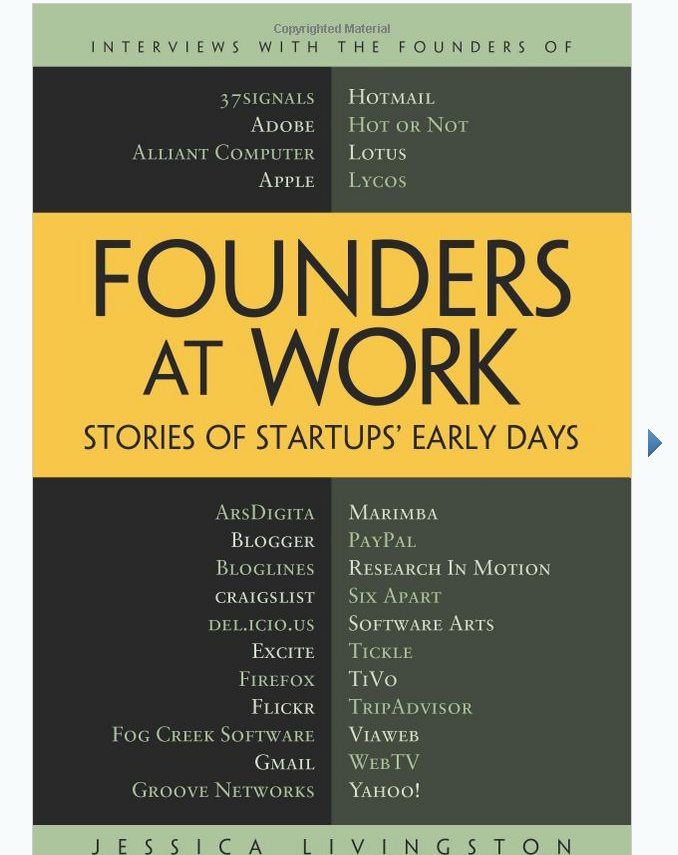 Copyrighted Material
INTERVIEWS WITH THE FOUNDERS OF
37SIGNALS
ADOBE
ALLIANT COMPUTER
APPLE
HOTMAIL
HOT OR NOT
LOTUS
LYCOS
FOUNDERS
AT WORK
STORIES OF STARTUPS' EARLY DAYS
ARSDIGITA
BLOGGER
BLOGLINES
CRAIGSLIST
DEL.ICIO.US
EXCITE
FIREFOX
FLICKR
FOG CREEK SOFTWARE
GMAIL
GROOVE NETWORKS
MARIMBA
PAYPAL
RESEARCH IN MOTION
SIX APART
SOFTWARE ARTS
TICKLE
TIVO
TRIPADVISOR
VIAWEB
WEBTV
YAHOO!
JESSICA LIVINGSTON